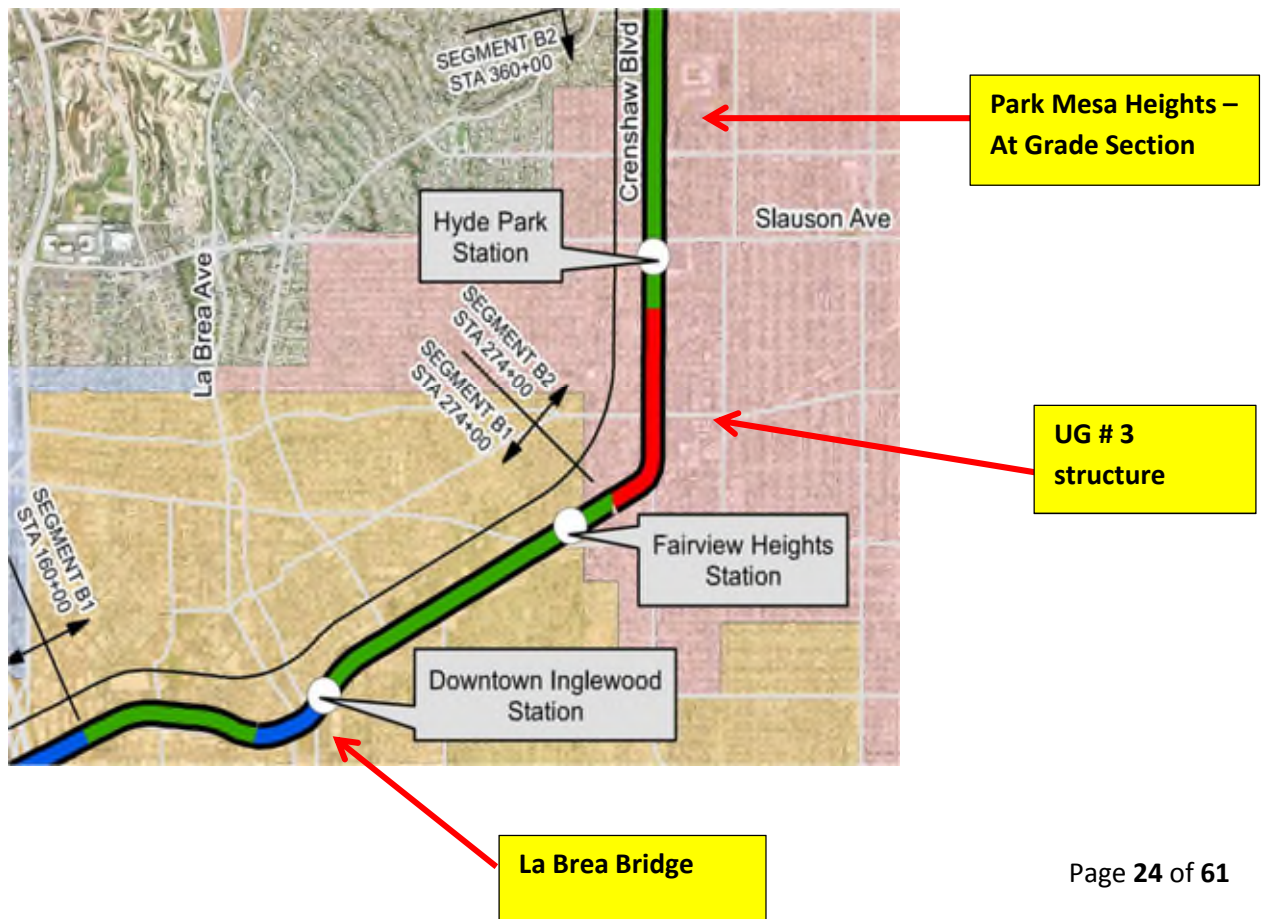 SEGMENT B2
STA 360+00
Crenshaw Blvd
Park Mesa Heights –
At Grade Section
Hyde Park
Station
Slauson Ave
La Brea Ave
SEGMENT B2
STA 274+00
SEGMENT B1
STA 274+00
UG # 3
structure
SEGMENT B1
STA 160+00
Fairview Heights
Station
Downtown Inglewood
Station
La Brea Bridge
Page 24 of 61